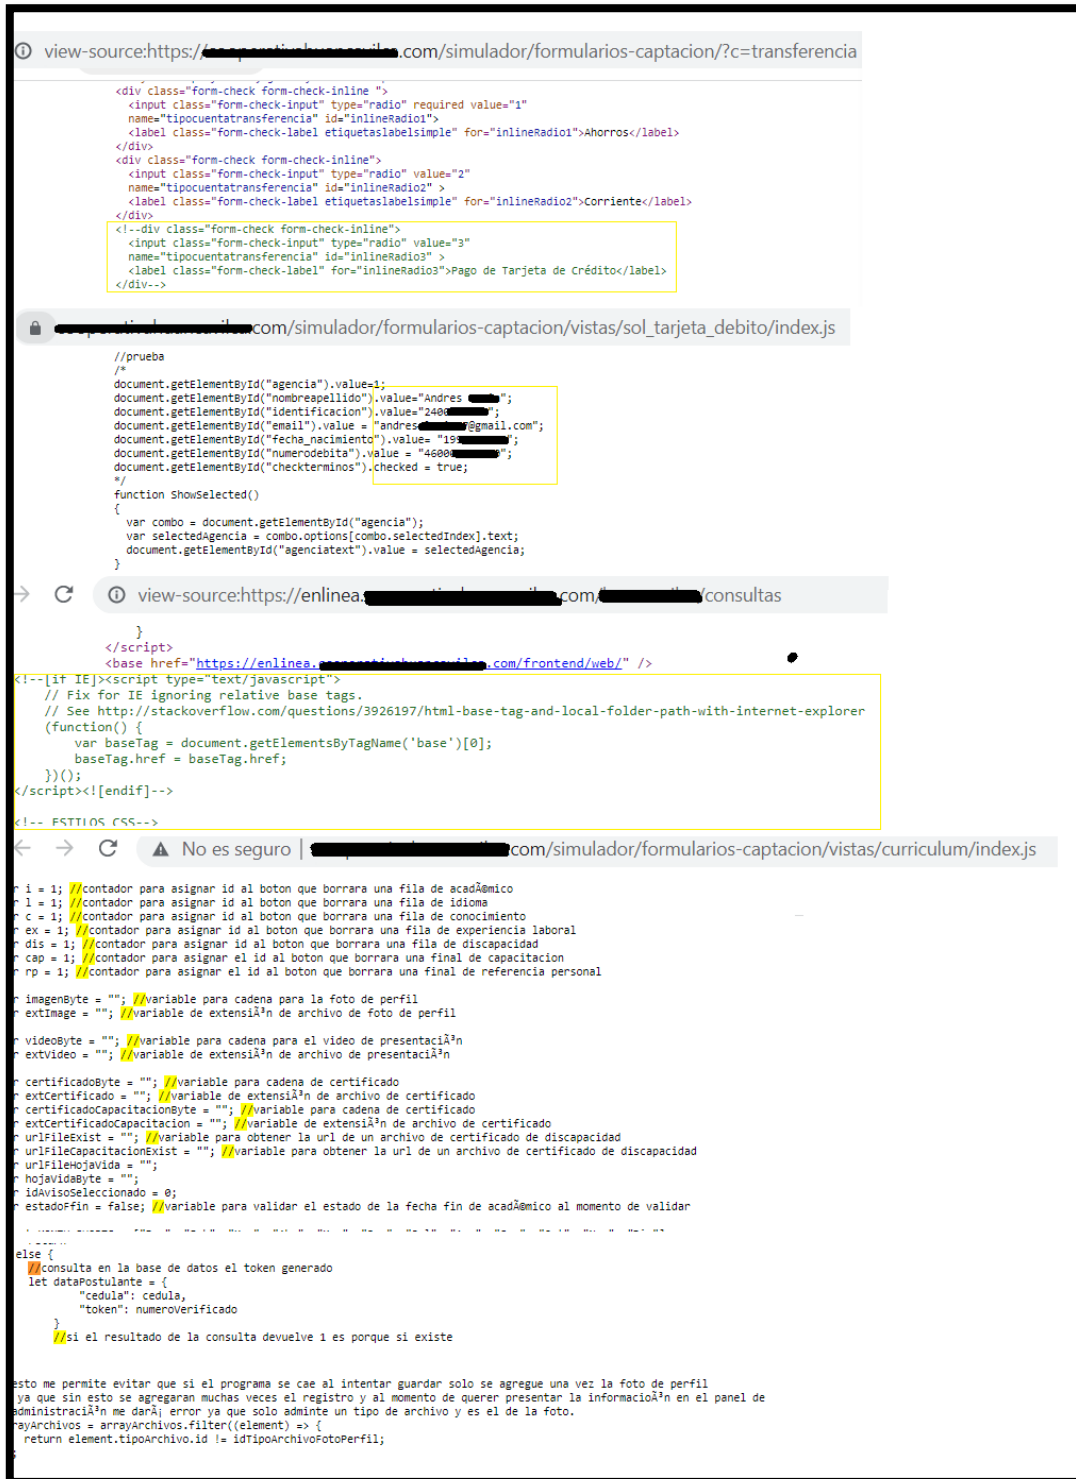 view-source:https://.com/simulador/formularios-captacion/?c=transferencia
<div class="form-check form-check-inline ">
<input class="form-check-input" type="radio" required value="1"
name="tipocuentatransferencia" id="inlineRadio1">
<label class="form-check-label etiquetaslabelsimple" for="inlineRadio1">Ahorros</label>
</div>
<div class="form-check form-check-inline">
<input class="form-check-input" type="radio" value="2"
name="tipocuentatransferencia" id="inlineRadio2" >
<label class="form-check-label etiquetaslabelsimple" for="inlineRadio2">Corriente</label>
</div>
<!--div class="form-check form-check-inline">
<input class="form-check-input" type="radio" value="3"
name="tipocuentatransferencia" id="inlineRadio3" >
<label class="form-check-label" for="inlineRadio3">Pago de Tarjeta de Crédito</label>
</div-->
.com/simulador/formularios-captacion/vistas/sol_tarjeta_debito/index.js
//prueba
/*
document.getElementById("agencia").value=1;
document.getElementById("nombreapellido").value="Andres ";
document.getElementById("identificacion").value="240";
document.getElementById("email").value = "andres@gmail.com";
document.getElementById("fecha_nacimiento").value= "199";
document.getElementById("numerodebita").value = "4600";
document.getElementById("checkterminos").checked = true;
*/
function ShowSelected()
{
var combo = document.getElementById("agencia");
var selectedAgencia = combo.options[combo.selectedIndex].text;
document.getElementById("agenciatext").value = selectedAgencia;
}
view-source:https://enlinea..com//consultas
}
</script>
<base href="https://enlinea..com/frontend/web/" />
<!--[if IE]><script type="text/javascript">
// Fix for IE ignoring relative base tags.
// See http://stackoverflow.com/questions/3926197/html-base-tag-and-local-folder-path-with-internet-explorer
(function() {
var baseTag = document.getElementsByTagName('base')[0];
baseTag.href = baseTag.href;
})();
</script><![endif]-->
<!-- ESTILOS CSS-->
No es seguro | .com/simulador/formularios-captacion/vistas/curriculum/index.js
r i = 1; //contador para asignar id al boton que borrara una fila de acadÃ©mico
r l = 1; //contador para asignar id al boton que borrara una fila de idioma
r c = 1; //contador para asignar id al boton que borrara una fila de conocimiento
r ex = 1; //contador para asignar id al boton que borrara una fila de experiencia laboral
r dis = 1; //contador para asignar id al boton que borrara una fila de discapacidad
r cap = 1; //contador para asignar el id al boton que borrara una final de capacitacion
r rp = 1; //contador para asignar el id al boton que borrara una final de referencia personal
r imagenByte = ""; //variable para cadena para la foto de perfil
r extImage = ""; //variable de extensiÃ³n de archivo de foto de perfil
r videoByte = ""; //variable para cadena para el video de presentaciÃ³n
r extVideo = ""; //variable de extensiÃ³n de archivo de presentaciÃ³n
r certificadoByte = ""; //variable para cadena de certificado
r extCertificado = ""; //variable de extensiÃ³n de archivo de certificado
r certificadoCapacitacionByte = ""; //variable para cadena de certificado
r extCertificadoCapacitacion = ""; //variable de extensiÃ³n de archivo de certificado
r urlFileExist = ""; //variable para obtener la url de un archivo de certificado de discapacidad
r urlFileCapacitacionExist = ""; //variable para obtener la url de un archivo de certificado de discapacidad
r urlFileHojaVida = "";
r hojaVidaByte = "";
r idAvisoSeleccionado = 0;
r estadoFfin = false; //variable para validar el estado de la fecha fin de acadÃ©mico al momento de validar
else {
//consulta en la base de datos el token generado
let dataPostulante = {
"cedula": cedula,
"token": numeroVerificado
}
//si el resultado de la consulta devuelve 1 es porque si existe
esto me permite evitar que si el programa se cae al intentar guardar solo se agregue una vez la foto de perfil
ya que sin esto se agregaran muchas veces el registro y al momento de querer presentar la informacioÃ³n en el panel de
administraciÃ³n me darÃ¡ error ya que solo adminte un tipo de archivo y es el de la foto.
rayArchivos = arrayArchivos.filter((element) => {
return element.tipoArchivo.id != idTipoArchivoFotoPerfil;
;